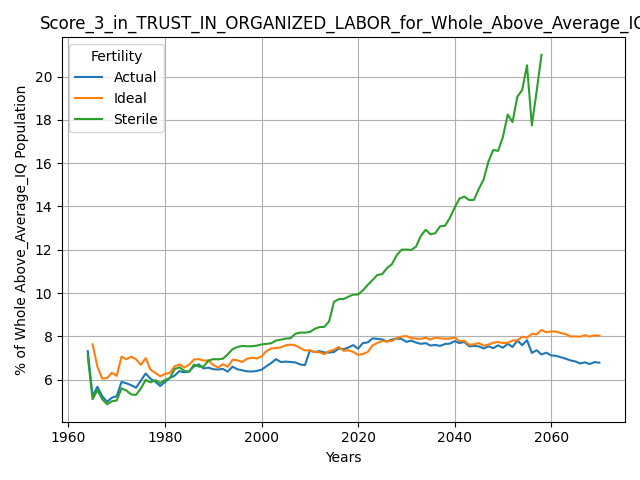 Score_3_in_TRUST_IN_ORGANIZED_LABOR_for_Whole_Above_Average_IQ
Fertility
Actual
Ideal
Sterile
% of Whole Above_Average_IQ Population
20
18
16
14
12
10
8
6
1960 1980 2000 2020 2040 2060
Years